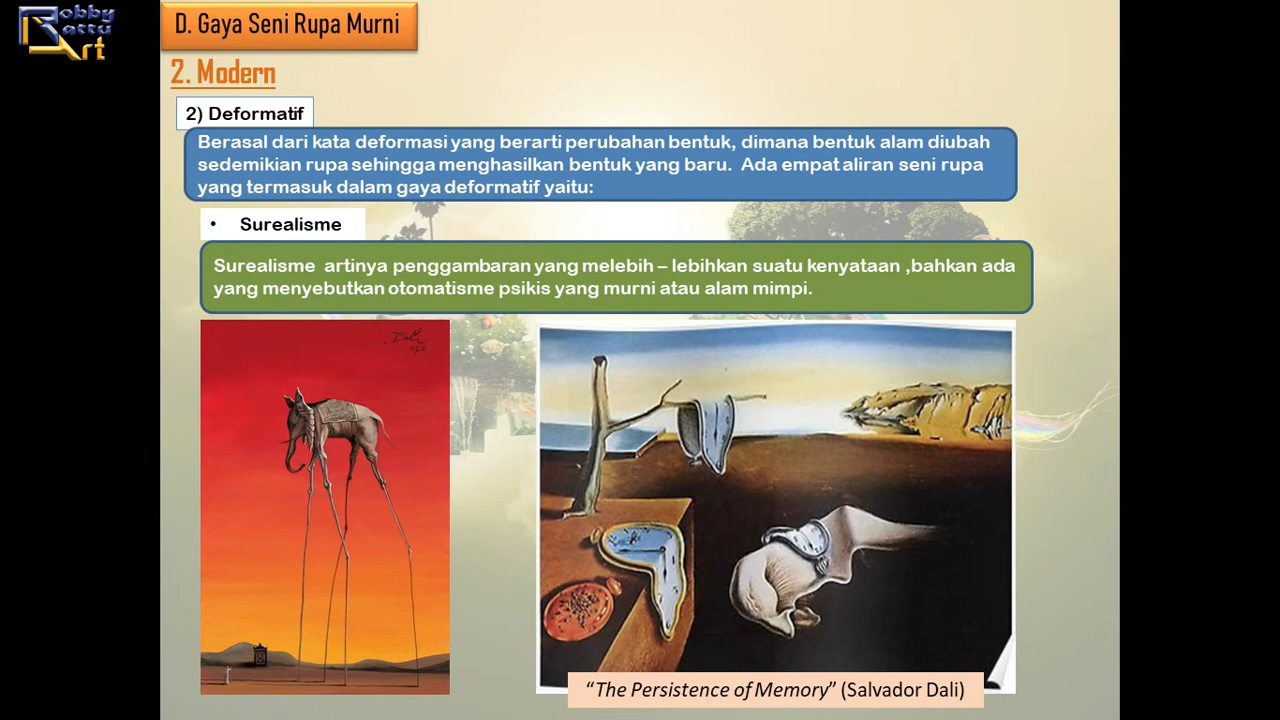 Robby
Rattu
Art
D. Gaya Seni Rupa Murni
2. Modern
2) Deformatif
Berasal dari kata deformasi yang berarti perubahan bentuk, dimana bentuk alam diubah
sedemikian rupa sehingga menghasilkan bentuk yang baru. Ada empat aliran seni rupa
yang termasuk dalam gaya deformatif yaitu:
• Surealisme
Surealisme artinya penggambaran yang melebih – lebihkan suatu kenyataan ,bahkan ada
yang menyebutkan otomatisme psikis yang murni atau alam mimpi.
“The Persistence of Memory” (Salvador Dali)